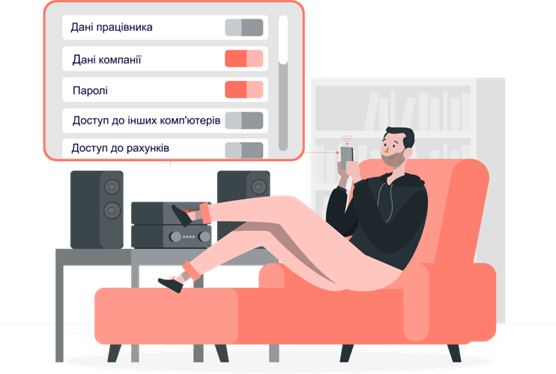 Дані працівника
Дані компанії
Паролі
Доступ до інших комп'ютерів
Доступ до рахунків